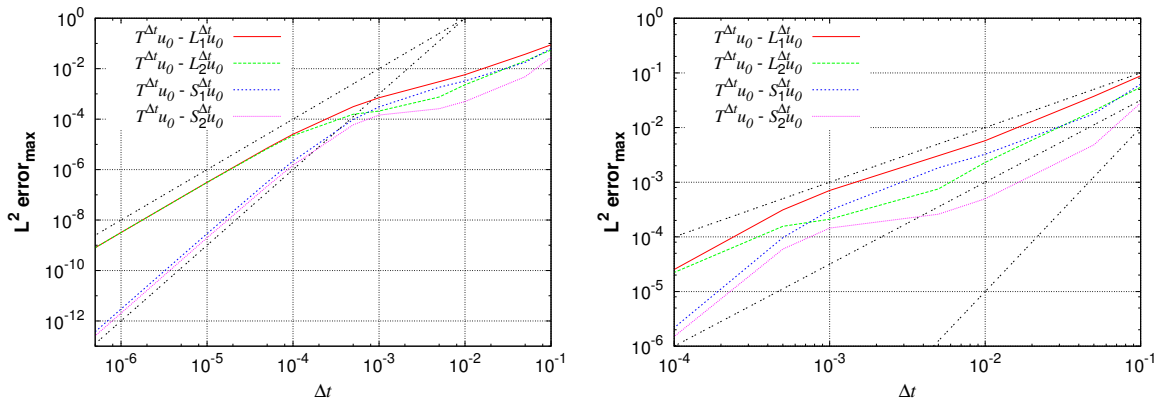 T^Δt u_0 - L_1^Δt u_0
T^Δt u_0 - L_2^Δt u_0
T^Δt u_0 - S_1^Δt u_0
T^Δt u_0 - S_2^Δt u_0
10^0
10^-2
10^-4
10^-6
10^-8
10^-10
10^-12
L^2 error_max
10^-6 10^-5 10^-4 10^-3 10^-2 10^-1
Δt
T^Δt u_0 - L_1^Δt u_0
T^Δt u_0 - L_2^Δt u_0
T^Δt u_0 - S_1^Δt u_0
T^Δt u_0 - S_2^Δt u_0
10^0
10^-1
10^-2
10^-3
10^-4
10^-5
10^-6
L^2 error_max
10^-4 10^-3 10^-2 10^-1
Δt